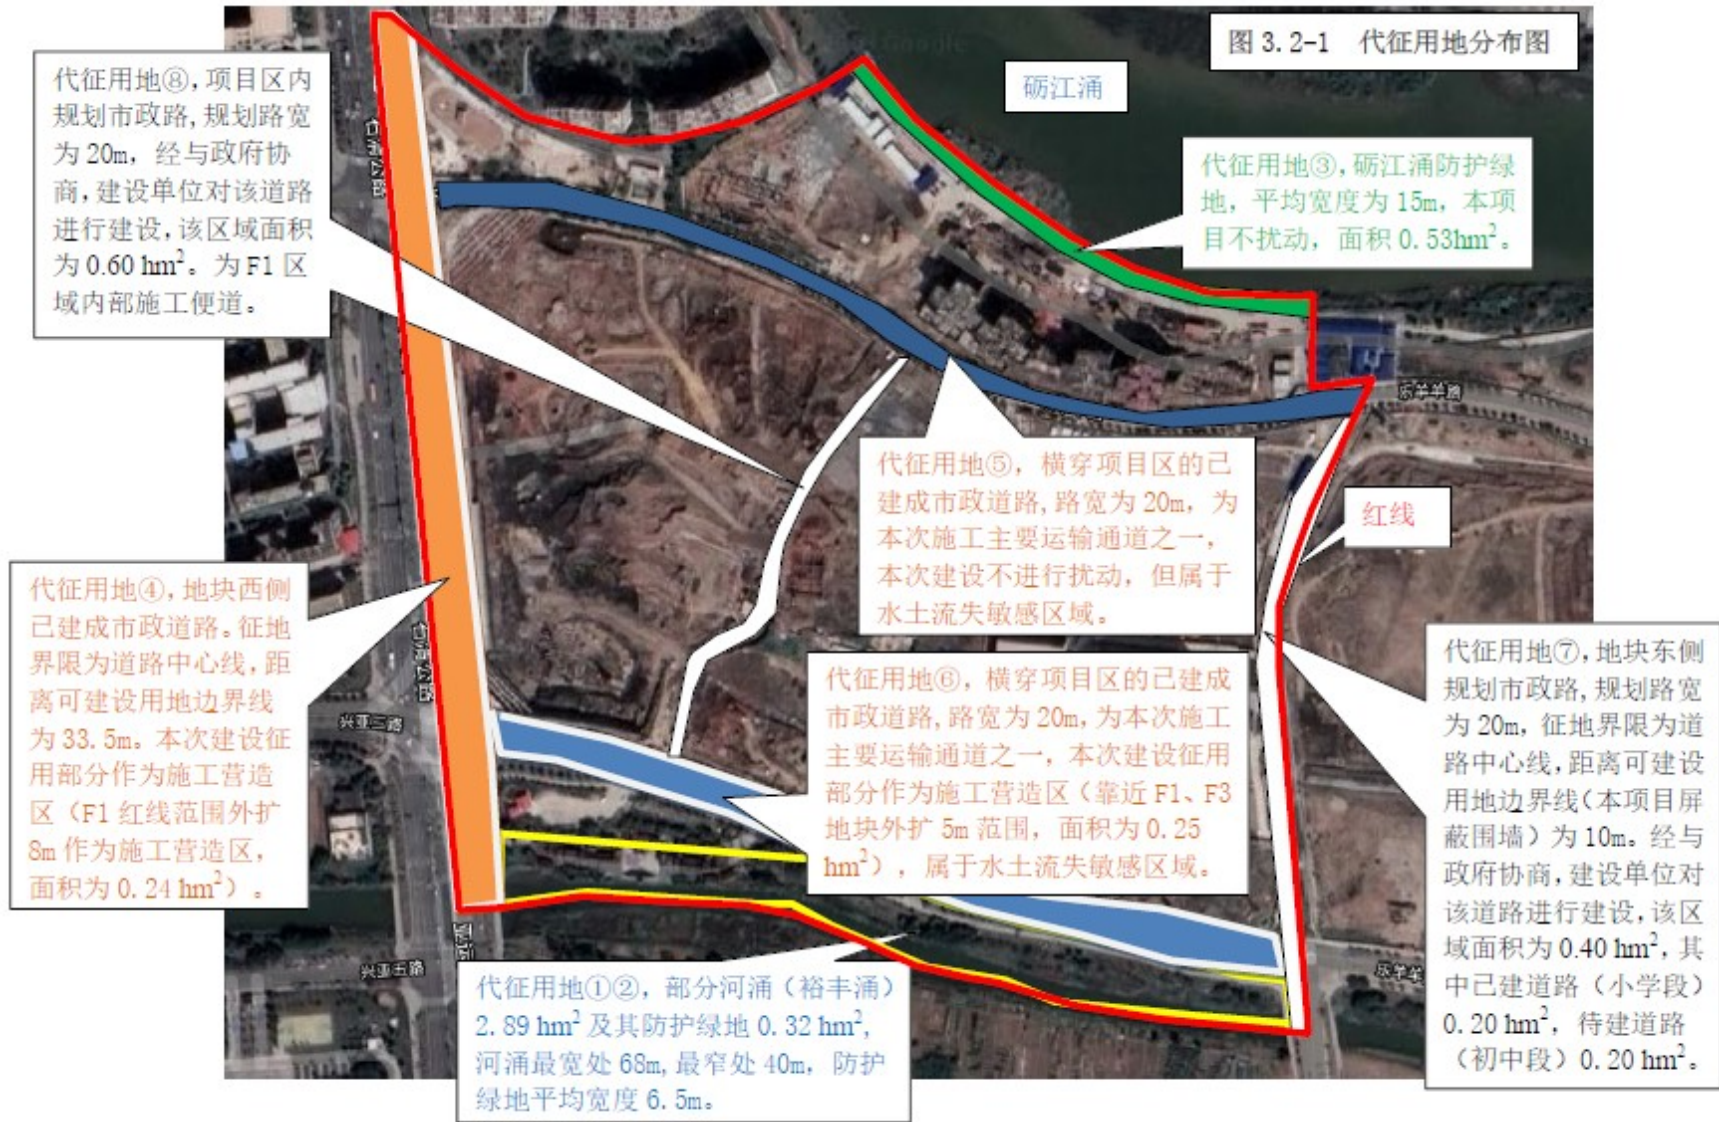 图 3.2-1 代征用地分布图
砺江涌
代征用地⑧,项目区内
规划市政路,规划路宽
为 20m, 经与政府协
商,建设单位对该道路
进行建设,该区域面积
为 0.60 hm²。为 F1 区
域内部施工便道。
代征用地③,砺江涌防护绿
地, 平均宽度为 15m, 本项
目不扰动, 面积 0.53hm²。
代征用地⑤, 横穿项目区的已
建成市政道路,路宽为 20m, 为
本次施工主要运输通道之一,
本次建设不进行扰动, 但属于
水土流失敏感区域。
红线
代征用地④,地块西侧
已建成市政道路。征地
界限为道路中心线,距
离可建设用地边界线
为 33.5m。本次建设征
用部分作为施工营造
区（F1 红线范围外扩
8m 作为施工营造区,
面积为 0.24 hm²）。
代征用地⑥, 横穿项目区的已建成
市政道路,路宽为 20m,为本次施工
主要运输通道之一, 本次建设征用
部分作为施工营造区（靠近 F1、F3
地块外扩 5m 范围, 面积为 0.25
hm²）, 属于水土流失敏感区域。
代征用地⑦,地块东侧
规划市政路,规划路宽
为 20m, 征地界限为道
路中心线,距离可建设
用地边界线(本项目屏
蔽围墙)为 10m。经与
政府协商,建设单位对
该道路进行建设,该区
域面积为 0.40 hm², 其
中已建道路（小学段）
0.20 hm², 待建道路
（初中段）0.20 hm²。
代征用地①②, 部分河涌（裕丰涌）
2.89 hm² 及其防护绿地 0.32 hm²,
河涌最宽处 68m,最窄处 40m, 防护
绿地平均宽度 6.5m。
兴亚二路
兴亚五路
乐羊羊路
Google